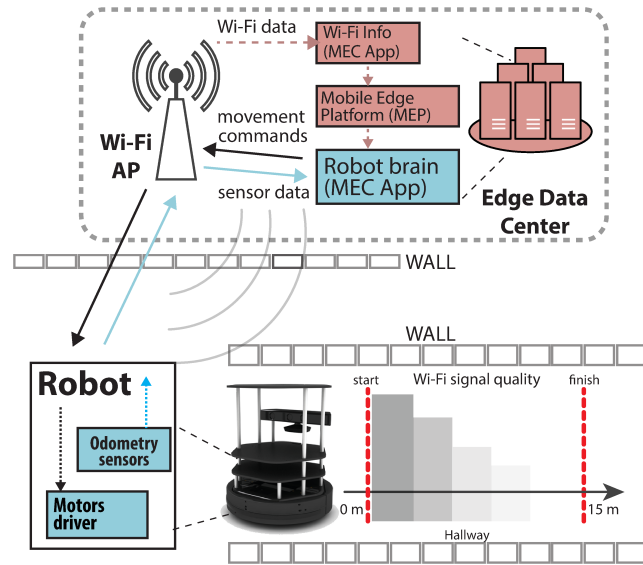 Wi-Fi data
Wi-Fi Info
(MEC App)
Mobile Edge
Platform (MEP)
movement
commands
Wi-Fi
AP
Robot brain
(MEC App)
sensor data
Edge Data
Center
WALL
WALL
Robot
Odometry
sensors
Motors
driver
start
Wi-Fi signal quality
finish
0 m
15 m
Hallway